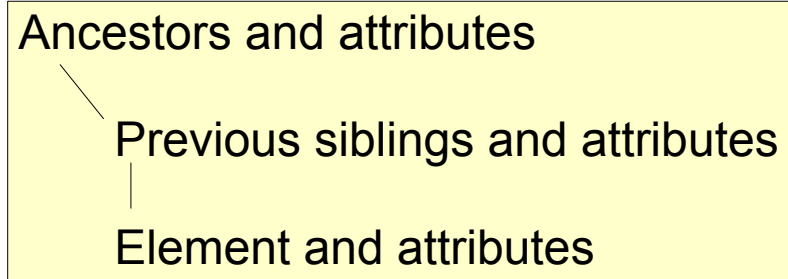 Ancestors and attributes
Previous siblings and attributes
Element and attributes